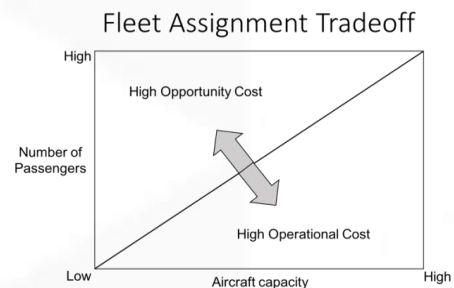 Fleet Assignment Tradeoff
High
High Opportunity Cost
Number of
Passengers
High Operational Cost
Low
Aircraft capacity
High